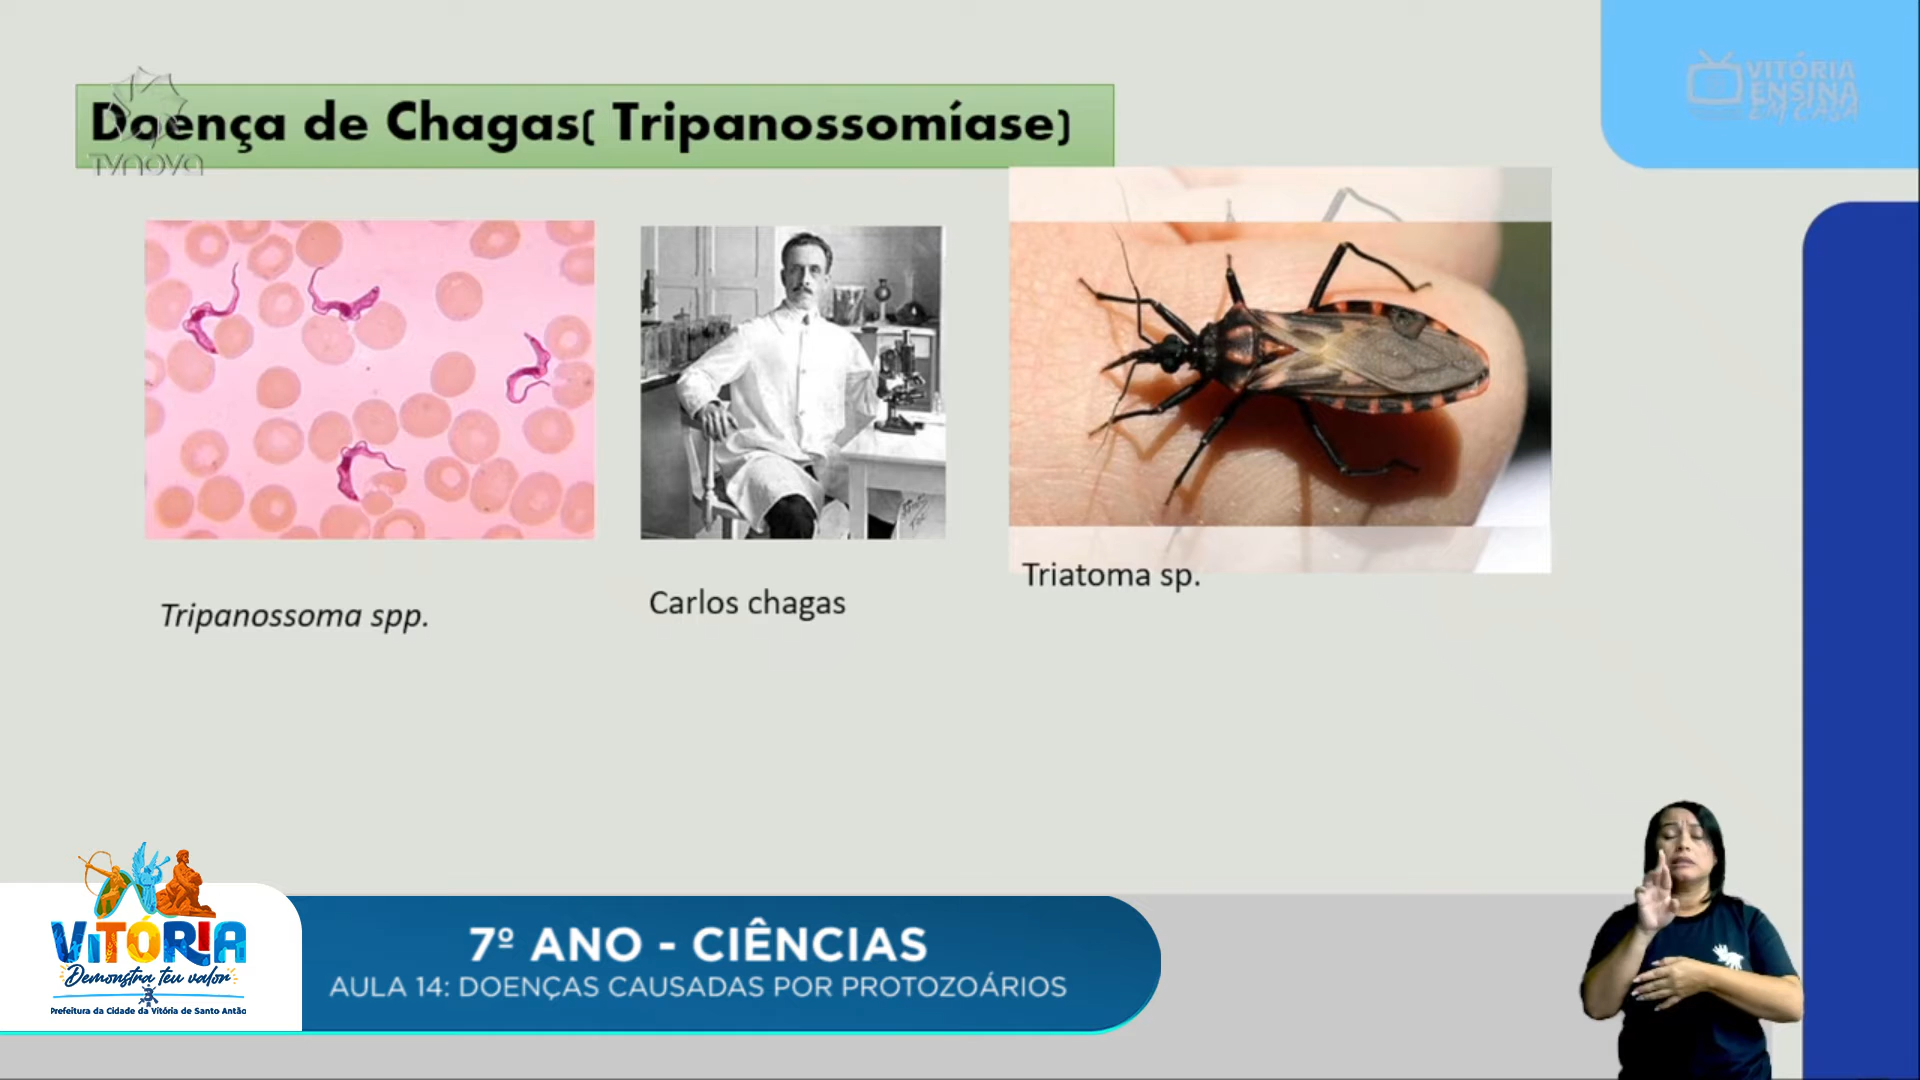 Doença de Chagas( Tripanossomíase)
TVNOVA
VITÓRIA
ENSINA
EM CASA
Tripanossoma spp.
Carlos chagas
Triatoma sp.
VITÓRIA
Demonstra teu valor
Prefeitura da Cidade da Vitória de Santo Antão
7º ANO - CIÊNCIAS
AULA 14: DOENÇAS CAUSADAS POR PROTOZOÁRIOS